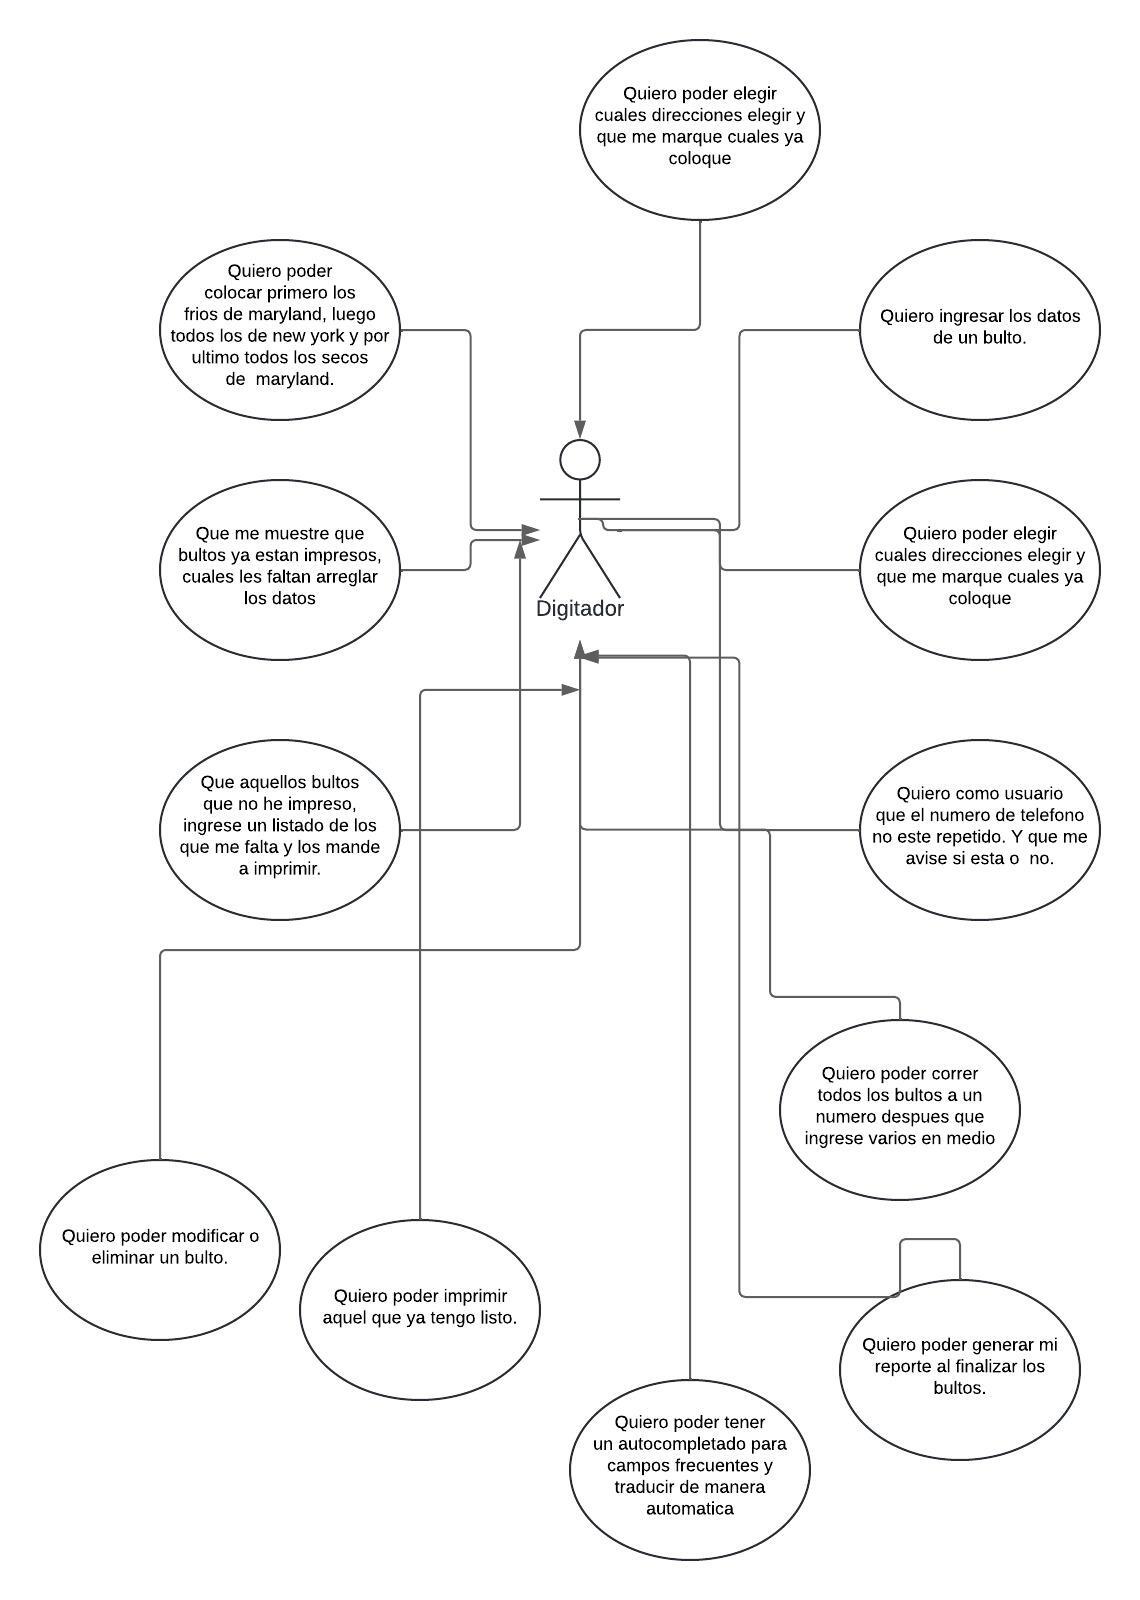 Quiero poder elegir
cuales direcciones elegir y
que me marque cuales ya
coloque
Quiero poder
colocar primero los
frios de maryland, luego
todos los de new york y por
ultimo todos los secos
de  maryland.
Quiero ingresar los datos
de un bulto.
Que me muestre que
bultos ya estan impresos,
cuales les faltan arreglar
los datos
Quiero poder elegir
cuales direcciones elegir y
que me marque cuales ya
coloque
Digitador
Que aquellos bultos
que no he impreso,
ingrese un listado de los
que me falta y los mande
a imprimir.
Quiero como usuario
que el numero de telefono
no este repetido. Y que me
avise si esta o  no.
Quiero poder correr
todos los bultos a un
numero despues que
ingrese varios en medio
Quiero poder modificar o
eliminar un bulto.
Quiero poder imprimir
aquel que ya tengo listo.
Quiero poder generar mi
reporte al finalizar los
bultos.
Quiero poder tener
un autocompletado para
campos frecuentes y
traducir de manera
automatica